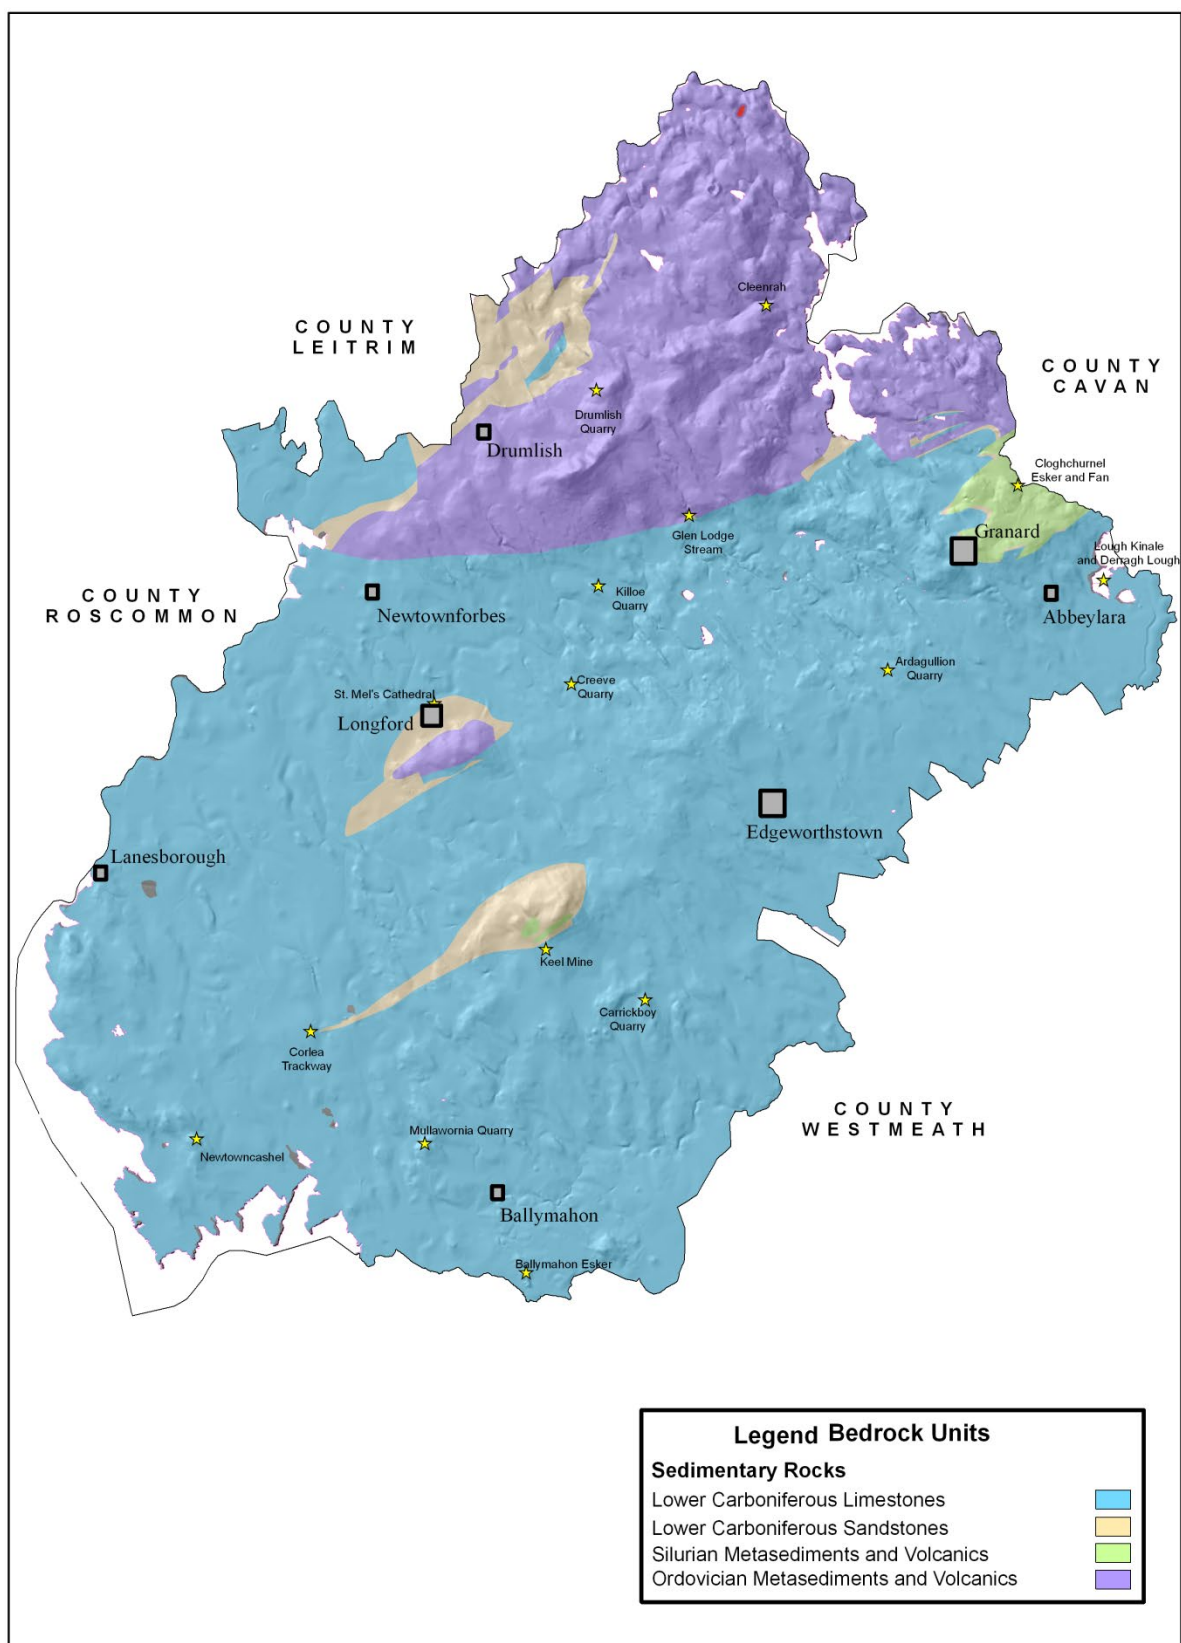 Cleenrah
COUNTY
LEITRIM
COUNTY
CAVAN
Drumlish
Quarry
Drumlish
Cloghchurnel
Esker and Fan
Glen Lodge
Stream
Granard
Lough Kinale
and Derragh Lough
COUNTY
ROSCOMMON
Newtownforbes
Killoe
Quarry
Abbeylara
Ardagullion
Quarry
Creeve
Quarry
St. Mel's Cathedral
Longford
Edgeworthstown
Lanesborough
Keel Mine
Carrickboy
Quarry
Corlea
Trackway
COUNTY
WESTMEATH
Mullawornia Quarry
Newtowncashel
Ballymahon
Ballymahon Esker
Legend Bedrock Units
Sedimentary Rocks
Lower Carboniferous Limestones
Lower Carboniferous Sandstones
Silurian Metasediments and Volcanics
Ordovician Metasediments and Volcanics